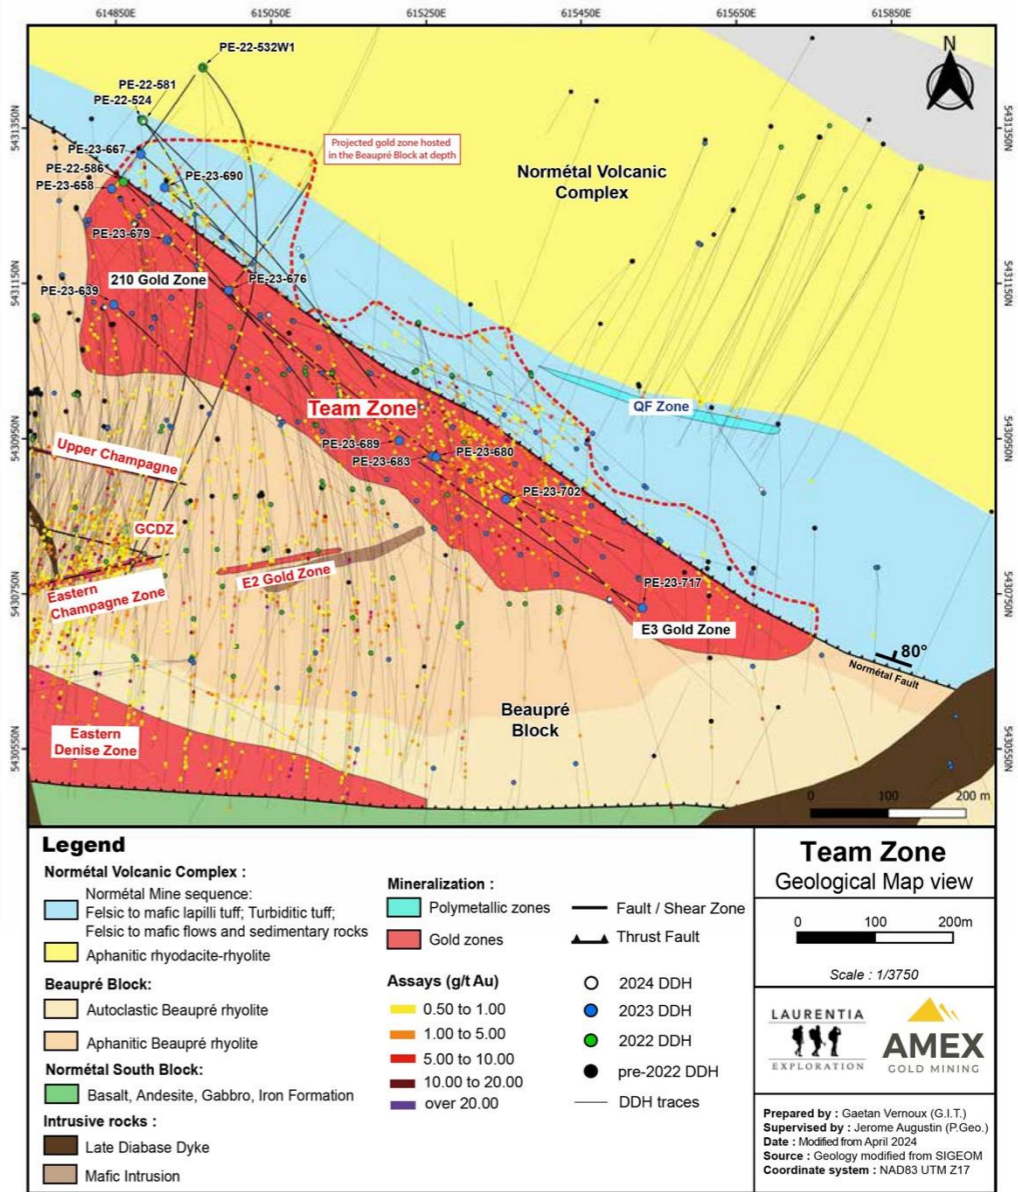 614850E 615050E 615250E 615450E 615650E 615850E
PE-22-532W1
N
PE-22-581
PE-22-524
5431350N
5431350N
PE-23-667
Projected gold zone hosted
in the Beaupré Block at depth
PE-22-586
PE-23-658
PE-23-690
Normétal Volcanic
Complex
PE-23-679
210 Gold Zone
PE-23-676
PE-23-639
5431150N
5431150N
Team Zone
QF Zone
PE-23-689
PE-23-680
PE-23-683
5430950N
5430950N
Upper Champagne
PE-23-702
GCDZ
E2 Gold Zone
Eastern
Champagne Zone
PE-23-717
5430750N
5430750N
E3 Gold Zone
80°
Normétal Fault
Beaupré
Block
Eastern
Denise Zone
5430550N
5430550N
0 100 200 m
Legend
Normétal Volcanic Complex :
Normétal Mine sequence:
Felsic to mafic lapilli tuff; Turbiditic tuff;
Felsic to mafic flows and sedimentary rocks
Aphanitic rhyodacite-rhyolite
Beaupré Block:
Autoclastic Beaupré rhyolite
Aphanitic Beaupré rhyolite
Normétal South Block:
Basalt, Andesite, Gabbro, Iron Formation
Intrusive rocks :
Late Diabase Dyke
Mafic Intrusion
Mineralization :
Polymetallic zones
Gold zones
Assays (g/t Au)
0.50 to 1.00
1.00 to 5.00
5.00 to 10.00
10.00 to 20.00
over 20.00
Fault / Shear Zone
Thrust Fault
2024 DDH
2023 DDH
2022 DDH
pre-2022 DDH
DDH traces
Team Zone
Geological Map view
0 100 200m
Scale : 1/3750
LAURENTIA
EXPLORATION
AMEX
GOLD MINING
Prepared by : Gaetan Vernoux (G.I.T.)
Supervised by : Jerome Augustin (P.Geo.)
Date : Modified from April 2024
Source : Geology modified from SIGEOM
Coordinate system : NAD83 UTM Z17